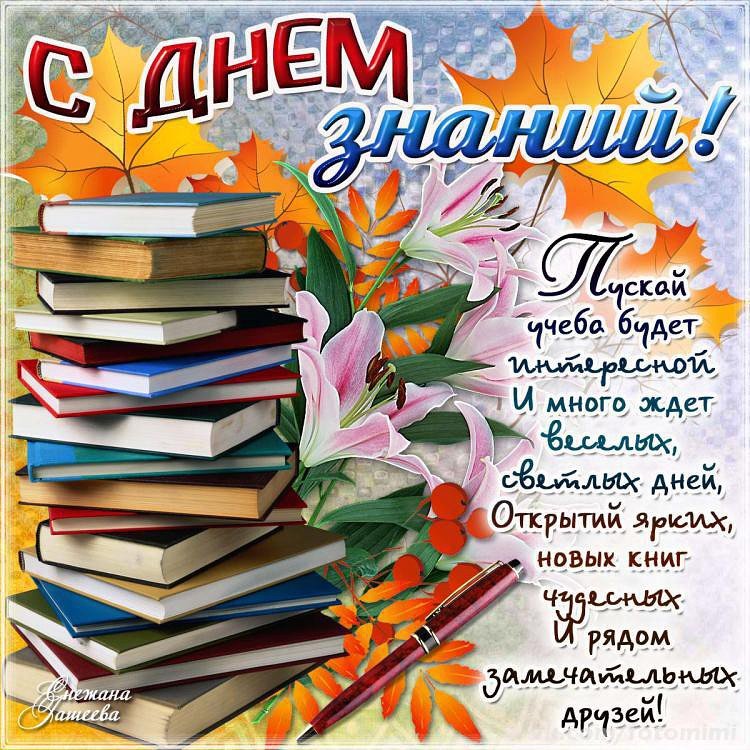 С ДНЕМ
знаний!
Пускай
учеба будет
интересной
И много ждет
веселых,
светлых дней,
Открытий ярких,
новых книг
чудесных
И рядом
замечательных
друзей!
Снежана